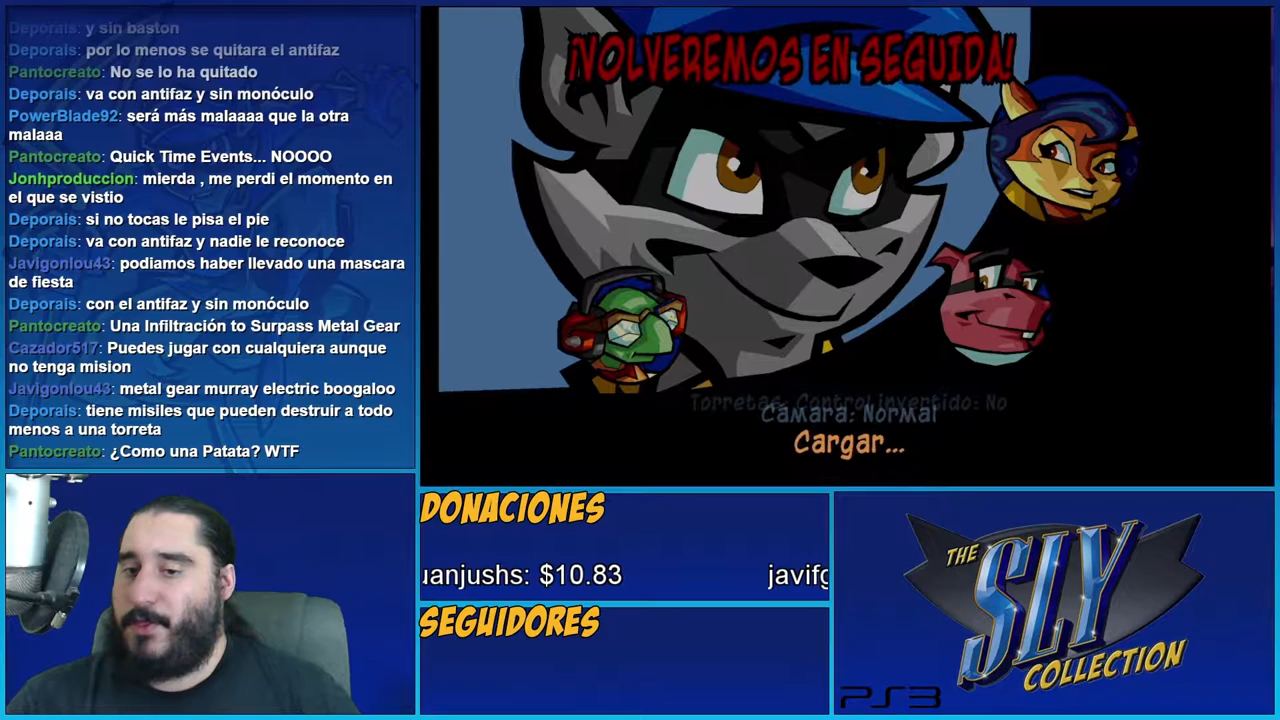 Deporais: y sin baston
Deporais: por lo menos se quitara el antifaz
Pantocreato: No se lo ha quitado
Deporais: va con antifaz y sin monóculo
PowerBlade92: será más malaaaa que la otra
malaaa
Pantocreato: Quick Time Events... NOOOO
Jonhproduccion: mierda , me perdi el momento en
el que se vistio
Deporais: si no tocas le pisa el pie
Deporais: va con antifaz y nadie le reconoce
Javigonlou43: podiamos haber llevado una mascara
de fiesta
Deporais: con el antifaz y sin monóculo
Pantocreato: Una Infiltración to Surpass Metal Gear
Cazador517: Puedes jugar con cualquiera aunque
no tenga mision
Javigonlou43: metal gear murray electric boogaloo
Deporais: tiene misiles que pueden destruir a todo
menos a una torreta
Pantocreato: ¿Como una Patata? WTF
¡VOLVEREMOS EN SEGUIDA!
Torretas: Control invertido: No
Cámara: Normal
Cargar...
DONACIONES
uanjushs: $10.83 javifg
SEGUIDORES
THE
SLY
COLLECTION
PS3